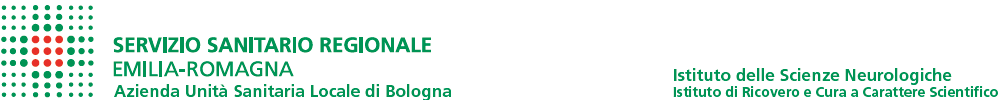 SERVIZIO SANITARIO REGIONALE
EMILIA-ROMAGNA
Azienda Unità Sanitaria Locale di Bologna
Istituto delle Scienze Neurologiche
Istituto di Ricovero e Cura a Carattere Scientifico